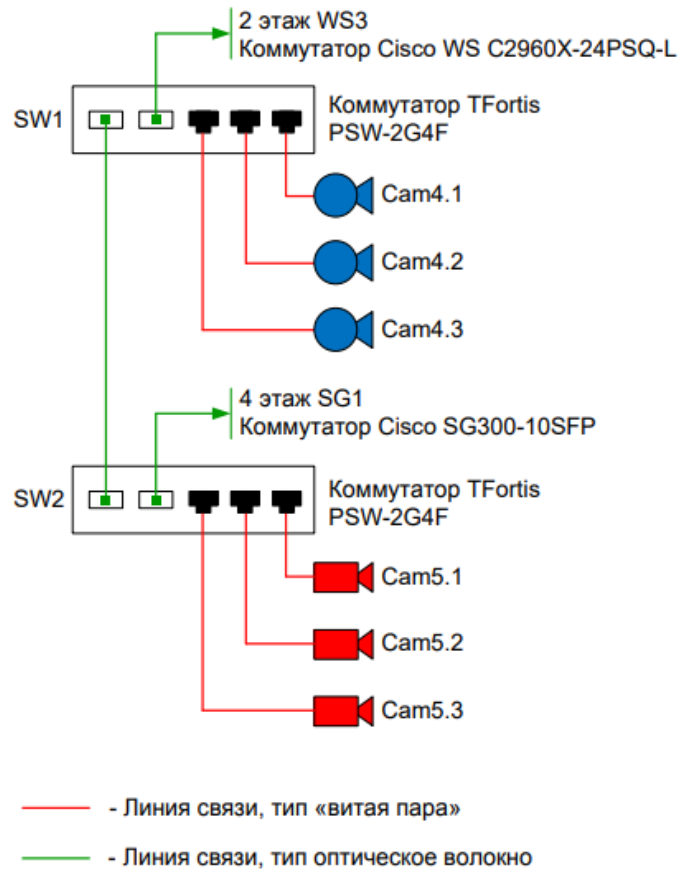 2 этаж WS3
Коммутатор Cisco WS C2960X-24PSQ-L
SW1
Коммутатор TFortis
PSW-2G4F
Cam4.1
Cam4.2
Cam4.3
4 этаж SG1
Коммутатор Cisco SG300-10SFP
SW2
Коммутатор TFortis
PSW-2G4F
Cam5.1
Cam5.2
Cam5.3
- Линия связи, тип «витая пара»
- Линия связи, тип оптическое волокно